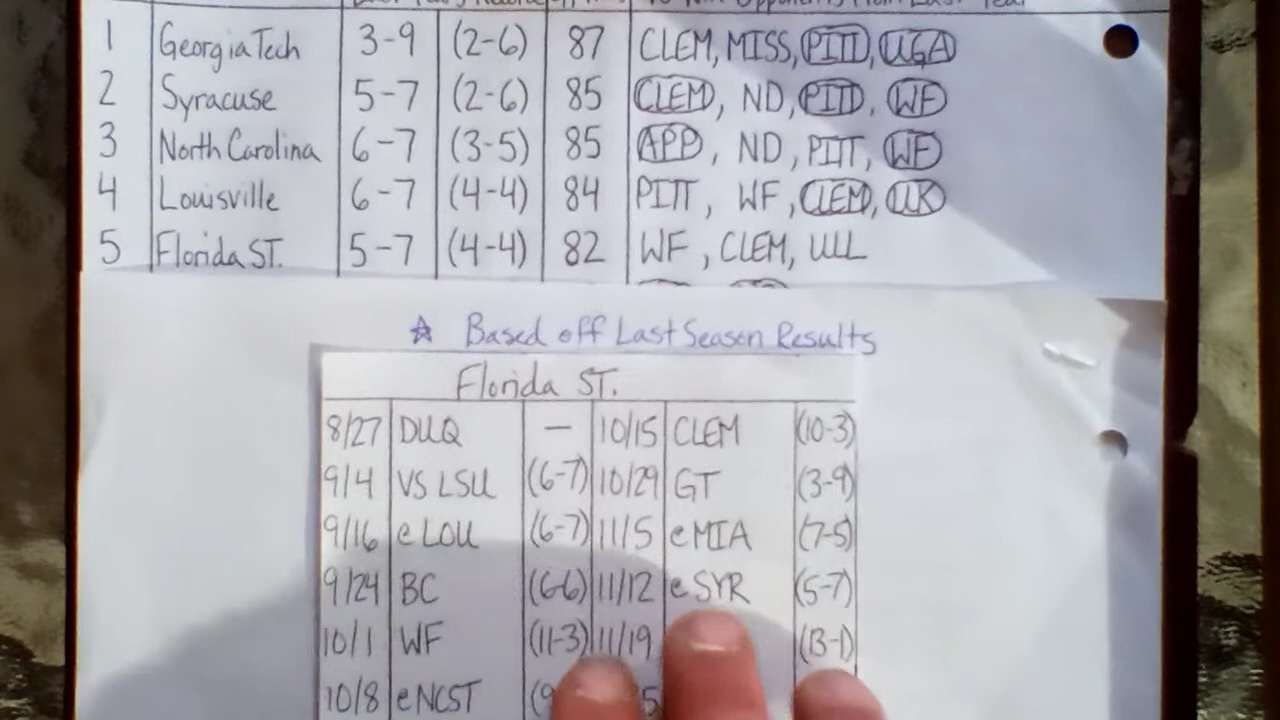 1 Georgia Tech 3-9 (2-6) 87 CLEM, MISS, PITT, UGA
2 Syracuse 5-7 (2-6) 85 CLEM, ND, PITT, WF
3 North Carolina 6-7 (3-5) 85 APP, ND, PITT, WF
4 Louisville 6-7 (4-4) 84 PITT, WF, CLEM, UK
5 Florida ST. 5-7 (4-4) 82 WF, CLEM, ULL
☆ Based off Last Season Results
Florida ST.
8/27 DUQ — 10/15 CLEM (10-3)
9/4 VS LSU (6-7) 10/29 GT (3-9)
9/16 @ LOU (6-7) 11/5 @ MIA (7-5)
9/24 BC (6-6) 11/12 @ SYR (5-7)
10/1 WF (11-3) 11/19 (13-1)
10/8 @ NCST (9